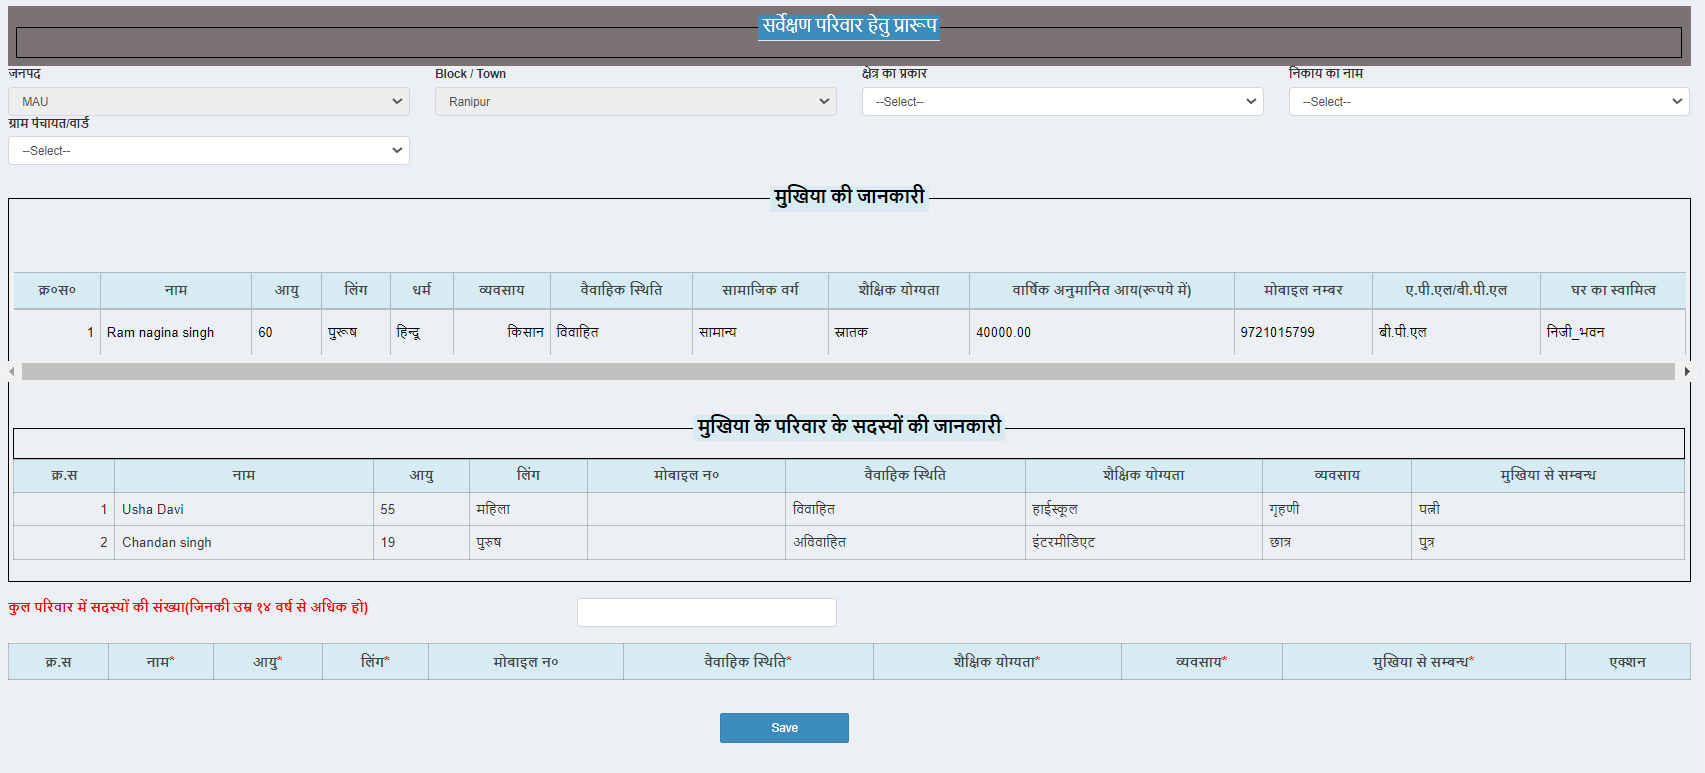 सर्वेक्षण परिवार हेतु प्रारूप
जनपद Block / Town क्षेत्र का प्रकार निकाय का नाम
MAU Ranipur --Select-- --Select--
ग्राम पंचायत/वार्ड
--Select--
मुखिया की जानकारी
क्र०स० नाम आयु लिंग धर्म व्यवसाय वैवाहिक स्थिति सामाजिक वर्ग शैक्षिक योग्यता वार्षिक अनुमानित आय(रूपये में) मोबाइल नम्बर ए.पी.एल/बी.पी.एल घर का स्वामित्व
1 Ram nagina singh 60 पुरूष हिन्दू किसान विवाहित सामान्य स्नातक 40000.00 9721015799 बी.पी.एल निजी_भवन
मुखिया के परिवार के सदस्यों की जानकारी
क्र.स नाम आयु लिंग मोबाइल न० वैवाहिक स्थिति शैक्षिक योग्यता व्यवसाय मुखिया से सम्बन्ध
1 Usha Davi 55 महिला विवाहित हाईस्कूल गृहणी पत्नी
2 Chandan singh 19 पुरुष अविवाहित इंटरमीडिएट छात्र पुत्र
कुल परिवार में सदस्यों की संख्या(जिनकी उम्र १४ वर्ष से अधिक हो)
क्र.स नाम* आयु* लिंग* मोबाइल न० वैवाहिक स्थिति* शैक्षिक योग्यता* व्यवसाय* मुखिया से सम्बन्ध* एक्शन
Save